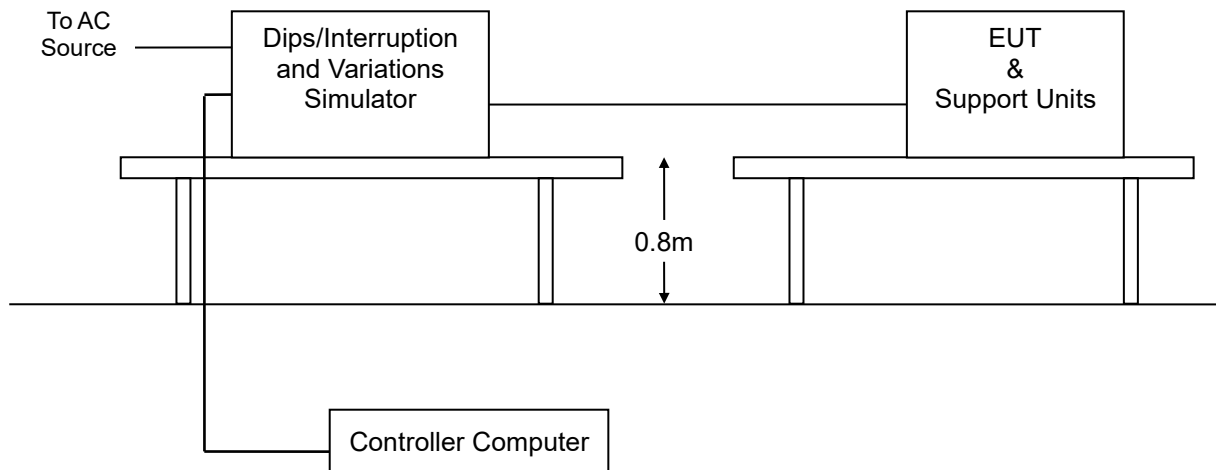 To AC
Source
Dips/Interruption
and Variations
Simulator
EUT
&
Support Units
0.8m
Controller Computer